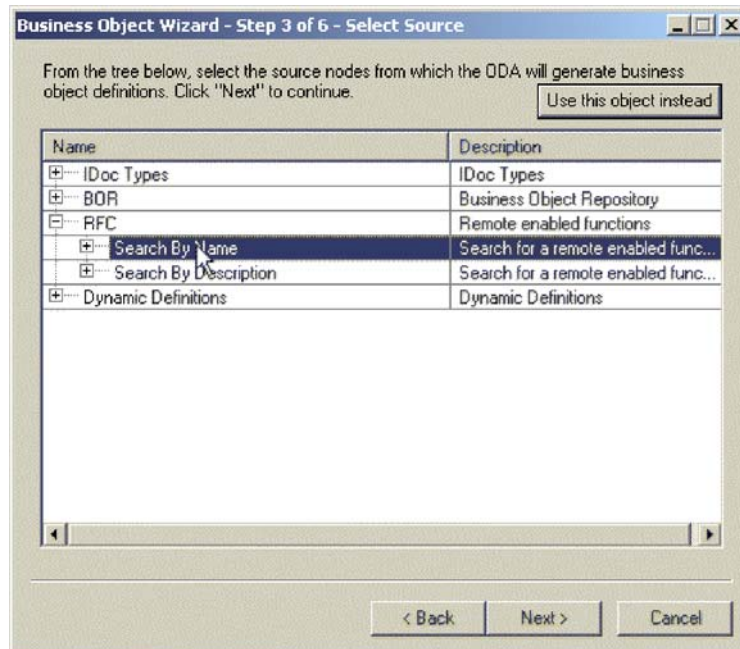 Business Object Wizard - Step 3 of 6 - Select Source
From the tree below, select the source nodes from which the ODA will generate business
object definitions. Click "Next" to continue.
Use this object instead
Name Description
IDoc Types IDoc Types
BOR Business Object Repository
RFC Remote enabled functions
Search By Name Search for a remote enabled func...
Search By Description Search for a remote enabled func...
Dynamic Definitions Dynamic Definitions
< Back Next > Cancel